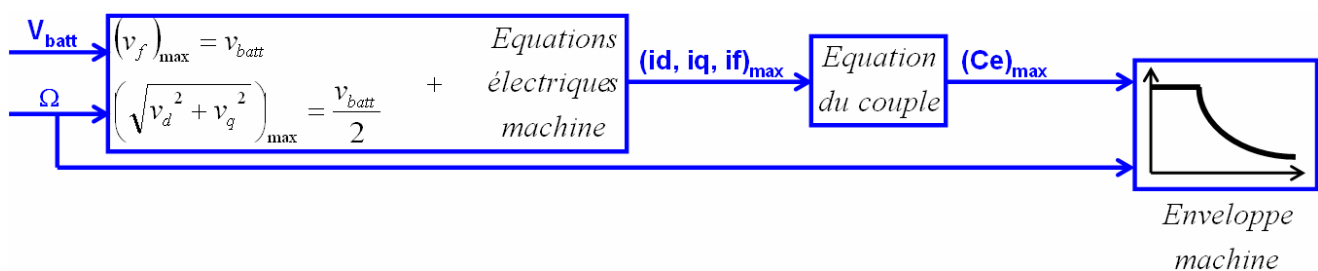 V_batt
Ω
(v_f)_max = v_batt
(√(v_d² + v_q²))_max = v_batt / 2
+
Equations
électriques
machine
(id, iq, if)_max
Equation
du couple
(Ce)_max
Enveloppe
machine